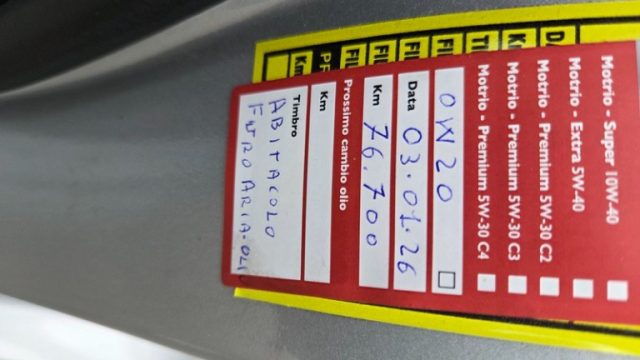 Motrio - Super 10W-40
Motrio - Extra 5W-40
Motrio - Premium 5W-30 C2
Motrio - Premium 5W-30 C3
Motrio - Premium 5W-30 C4
0W20
Data 03.01.26
Km 76.700
Prossimo cambio olio
Km
Timbro
ABITACOLO
FILTRO ARIA-OLI